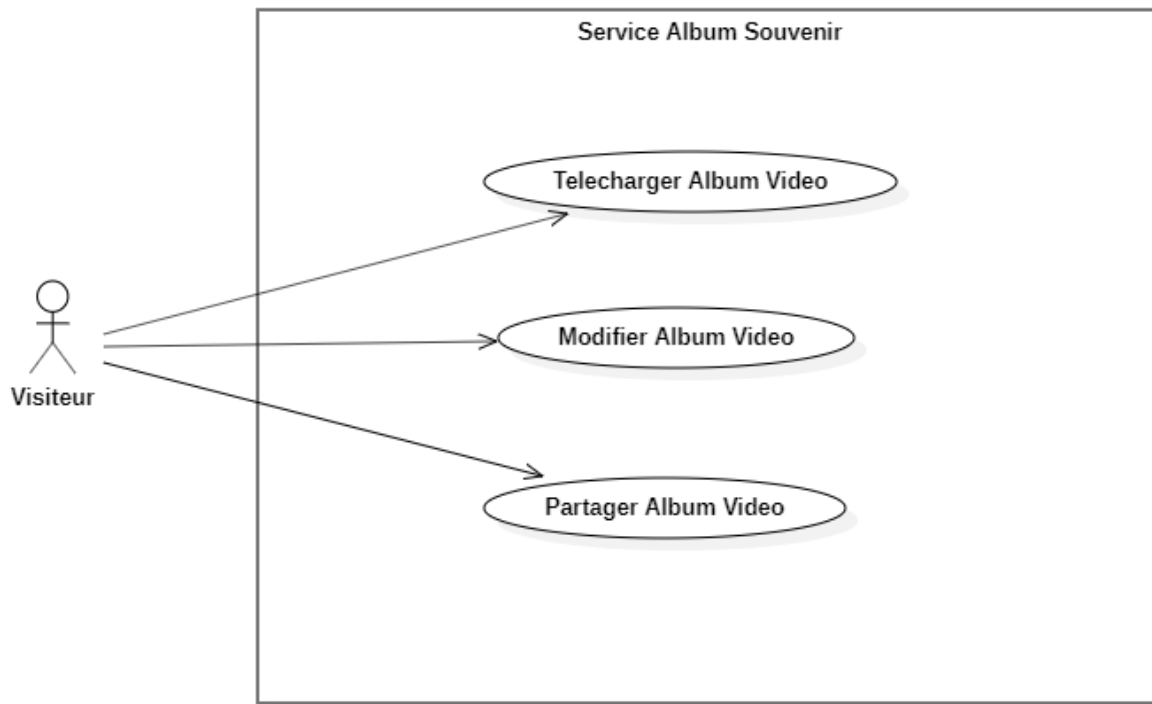 Service Album Souvenir
Telecharger Album Video
Modifier Album Video
Visiteur
Partager Album Video